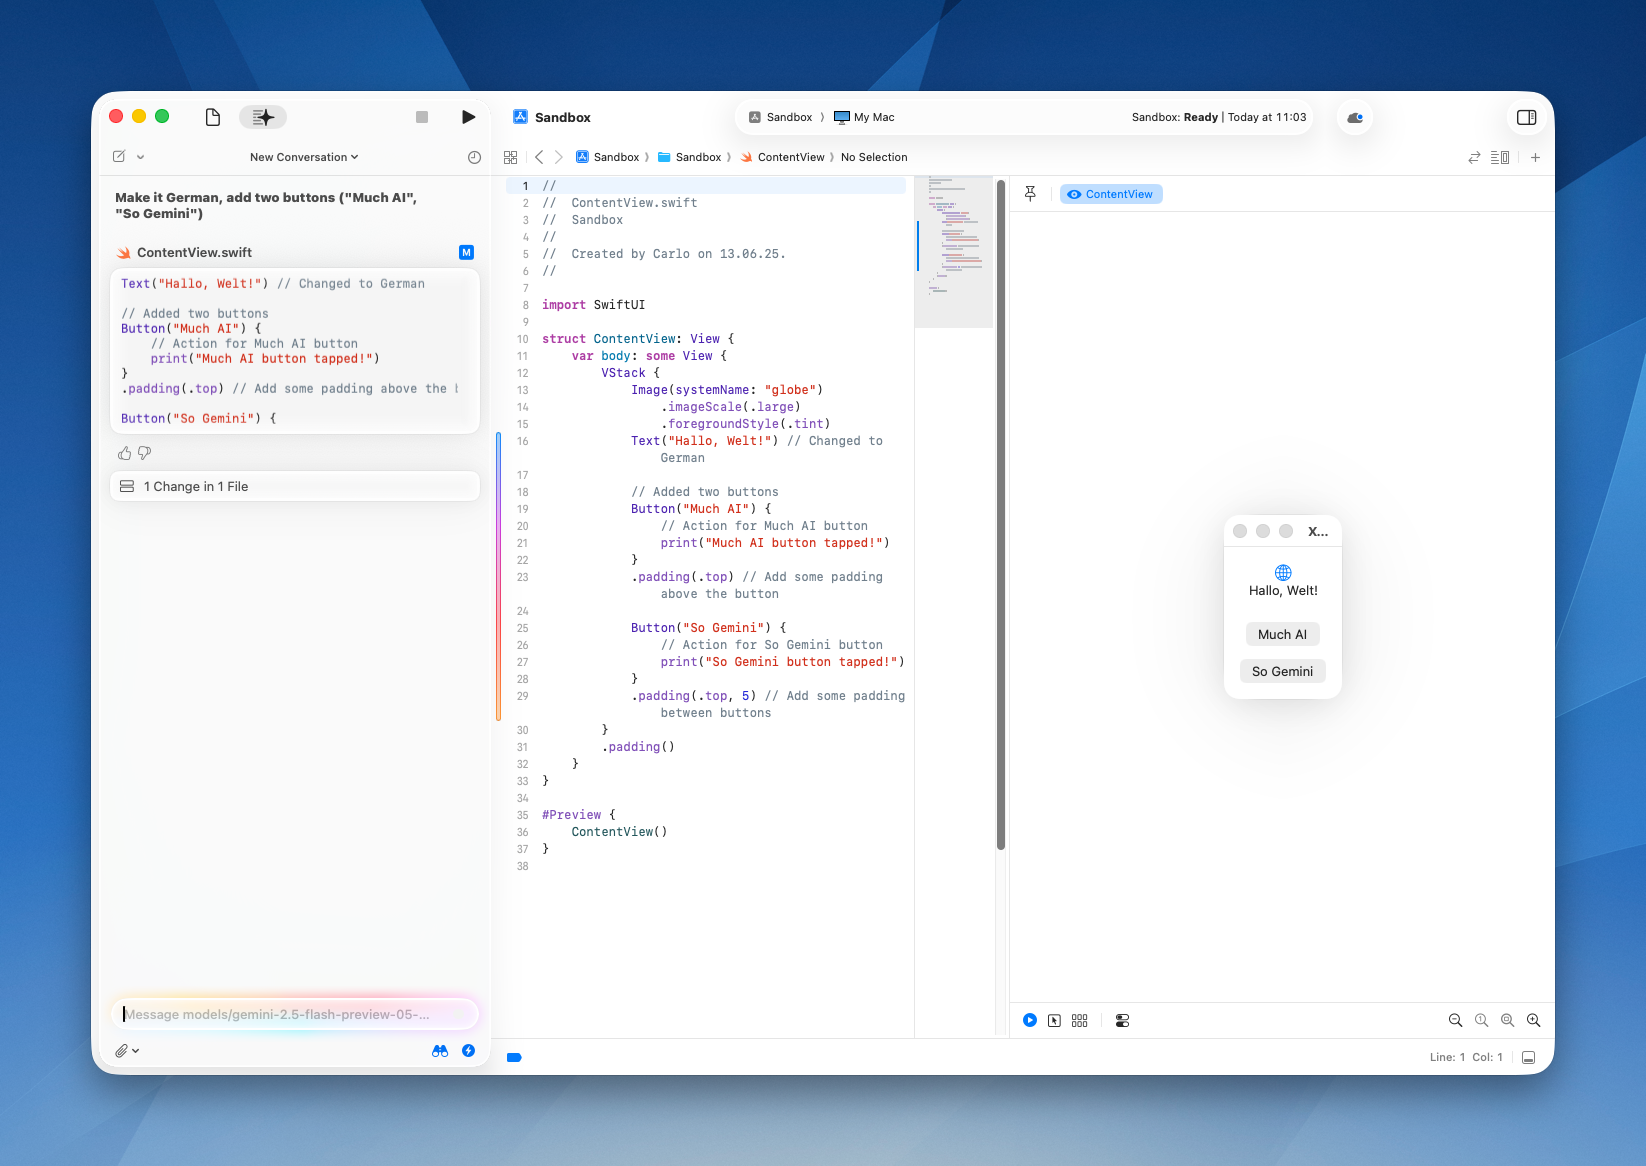 Sandbox
Sandbox 〉 My Mac
Sandbox: Ready | Today at 11:03
New Conversation
Sandbox 〉 Sandbox 〉 ContentView 〉 No Selection
Make it German, add two buttons ("Much AI",
"So Gemini")
ContentView.swift
M
Text("Hallo, Welt!") // Changed to German
// Added two buttons
Button("Much AI") {
// Action for Much AI button
print("Much AI button tapped!")
}
.padding(.top) // Add some padding above the
Button("So Gemini") {
1 Change in 1 File
Message models/gemini-2.5-flash-preview-05-...
1 //
2 //  ContentView.swift
3 //  Sandbox
4 //
5 //  Created by Carlo on 13.06.25.
6 //
7
8 import SwiftUI
9
10 struct ContentView: View {
11 var body: some View {
12 VStack {
13 Image(systemName: "globe")
14 .imageScale(.large)
15 .foregroundStyle(.tint)
16 Text("Hallo, Welt!") // Changed to
German
17
18 // Added two buttons
19 Button("Much AI") {
20 // Action for Much AI button
21 print("Much AI button tapped!")
22 }
23 .padding(.top) // Add some padding
above the button
24
25 Button("So Gemini") {
26 // Action for So Gemini button
27 print("So Gemini button tapped!")
28 }
29 .padding(.top, 5) // Add some padding
between buttons
30 }
31 .padding()
32 }
33 }
34
35 #Preview {
36 ContentView()
37 }
38
ContentView
X...
Hallo, Welt!
Much AI
So Gemini
Line: 1 Col: 1